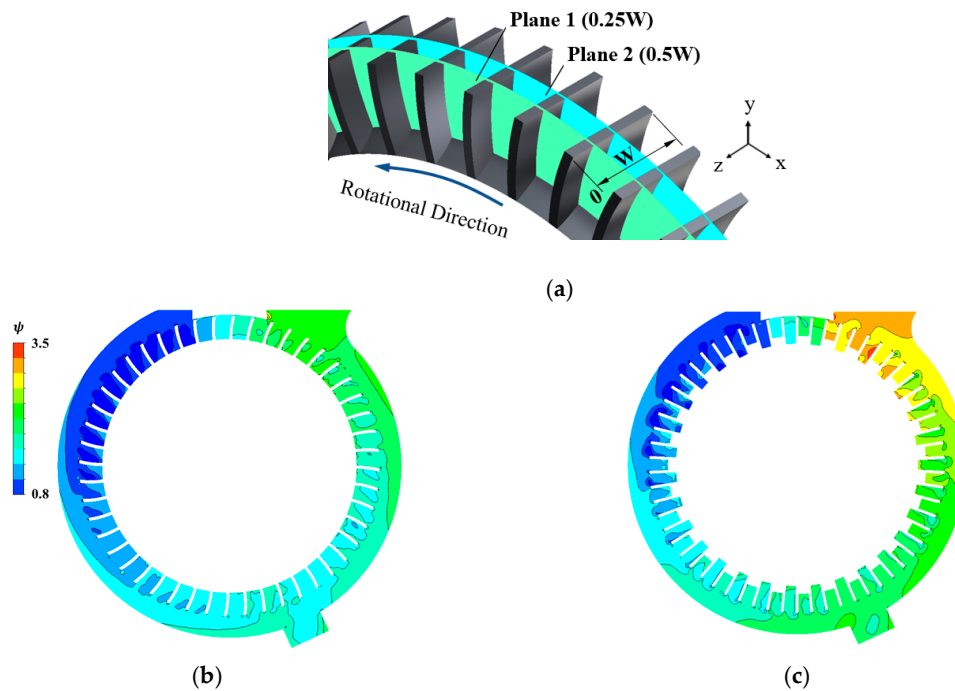 Plane 1 (0.25W)
Plane 2 (0.5W)
y
W
z
x
0
Rotational Direction
(a)
ψ
3.5
0.8
(b)
(c)